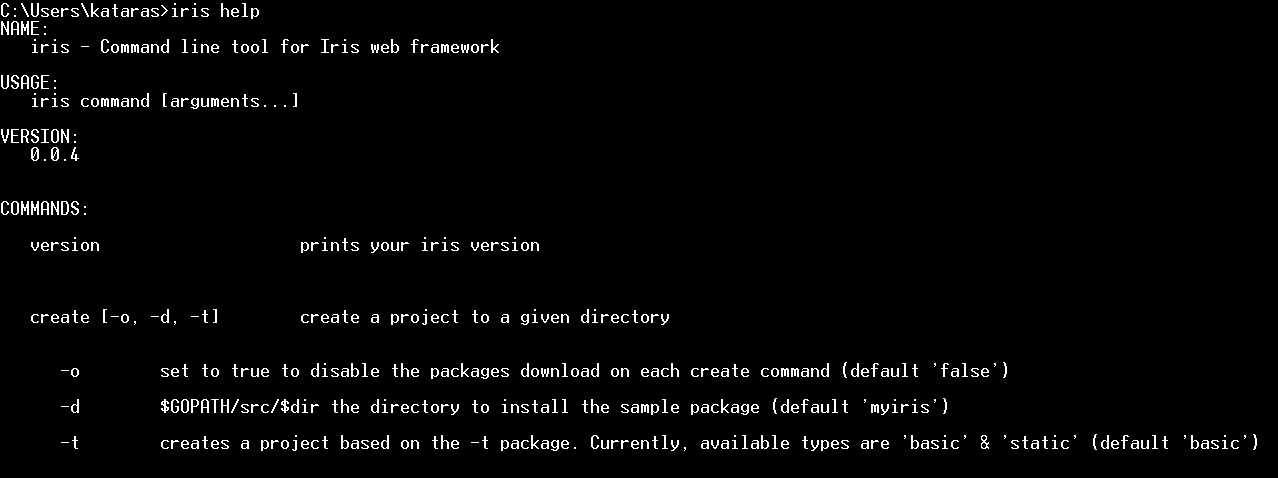 C:\Users\kataras>iris help
NAME:
iris - Command line tool for Iris web framework
USAGE:
iris command [arguments...]
VERSION:
0.0.4
COMMANDS:
version prints your iris version
create [-o, -d, -t] create a project to a given directory
-o set to true to disable the packages download on each create command (default 'false')
-d $GOPATH/src/$dir the directory to install the sample package (default 'myiris')
-t creates a project based on the -t package. Currently, available types are 'basic' & 'static' (default 'basic')